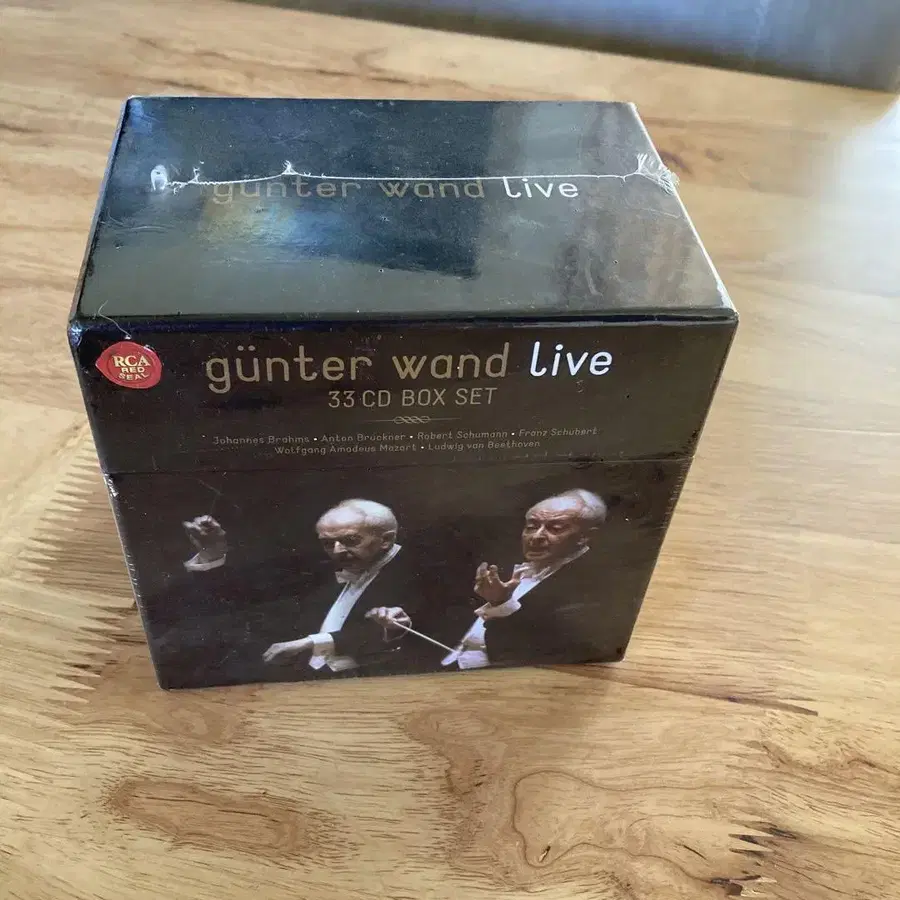 günter wand live
RCA
RED
SEAL
günter wand live
33 CD BOX SET
Johannes Brahms • Anton Bruckner • Robert Schumann • Franz Schubert
Wolfgang Amadeus Mozart • Ludwig van Beethoven